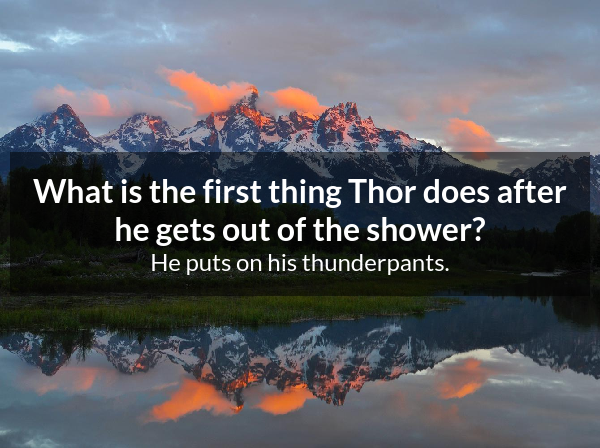 What is the first thing Thor does after
he gets out of the shower?
He puts on his thunderpants.